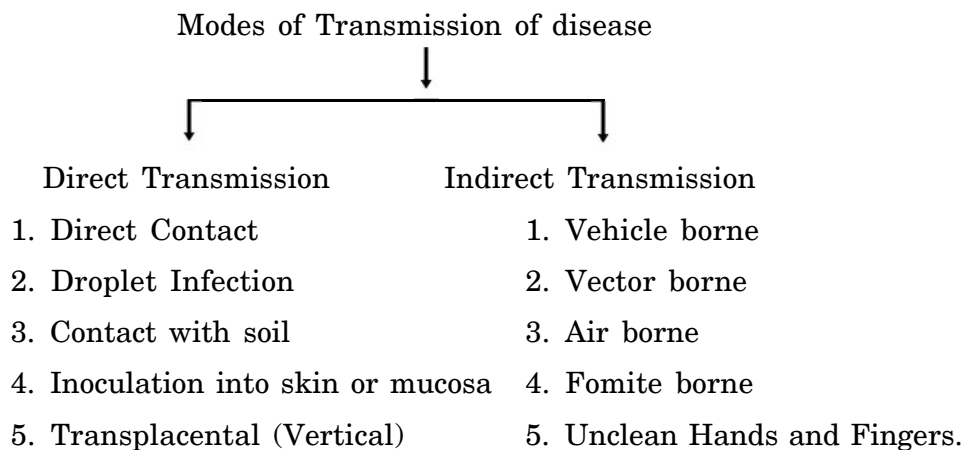 Modes of Transmission of disease
Direct Transmission Indirect Transmission
1. Direct Contact 1. Vehicle borne
2. Droplet Infection 2. Vector borne
3. Contact with soil 3. Air borne
4. Inoculation into skin or mucosa 4. Fomite borne
5. Transplacental (Vertical) 5. Unclean Hands and Fingers.